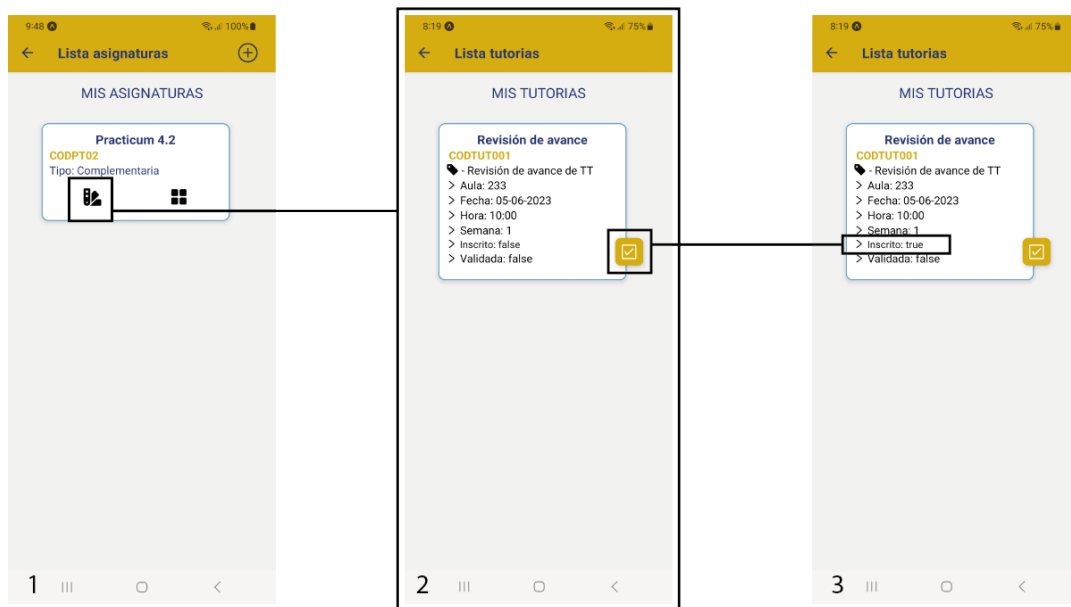 9:48 100%
Lista asignaturas
MIS ASIGNATURAS
Practicum 4.2
CODPT02
Tipo: Complementaria
1
8:19 75%
Lista tutorias
MIS TUTORIAS
Revisión de avance
CODTUT001
- Revisión de avance de TT
> Aula: 233
> Fecha: 05-06-2023
> Hora: 10:00
> Semana: 1
> Inscrito: false
> Validada: false
2
8:19 75%
Lista tutorias
MIS TUTORIAS
Revisión de avance
CODTUT001
- Revisión de avance de TT
> Aula: 233
> Fecha: 05-06-2023
> Hora: 10:00
> Semana: 1
> Inscrito: true
> Validada: false
3